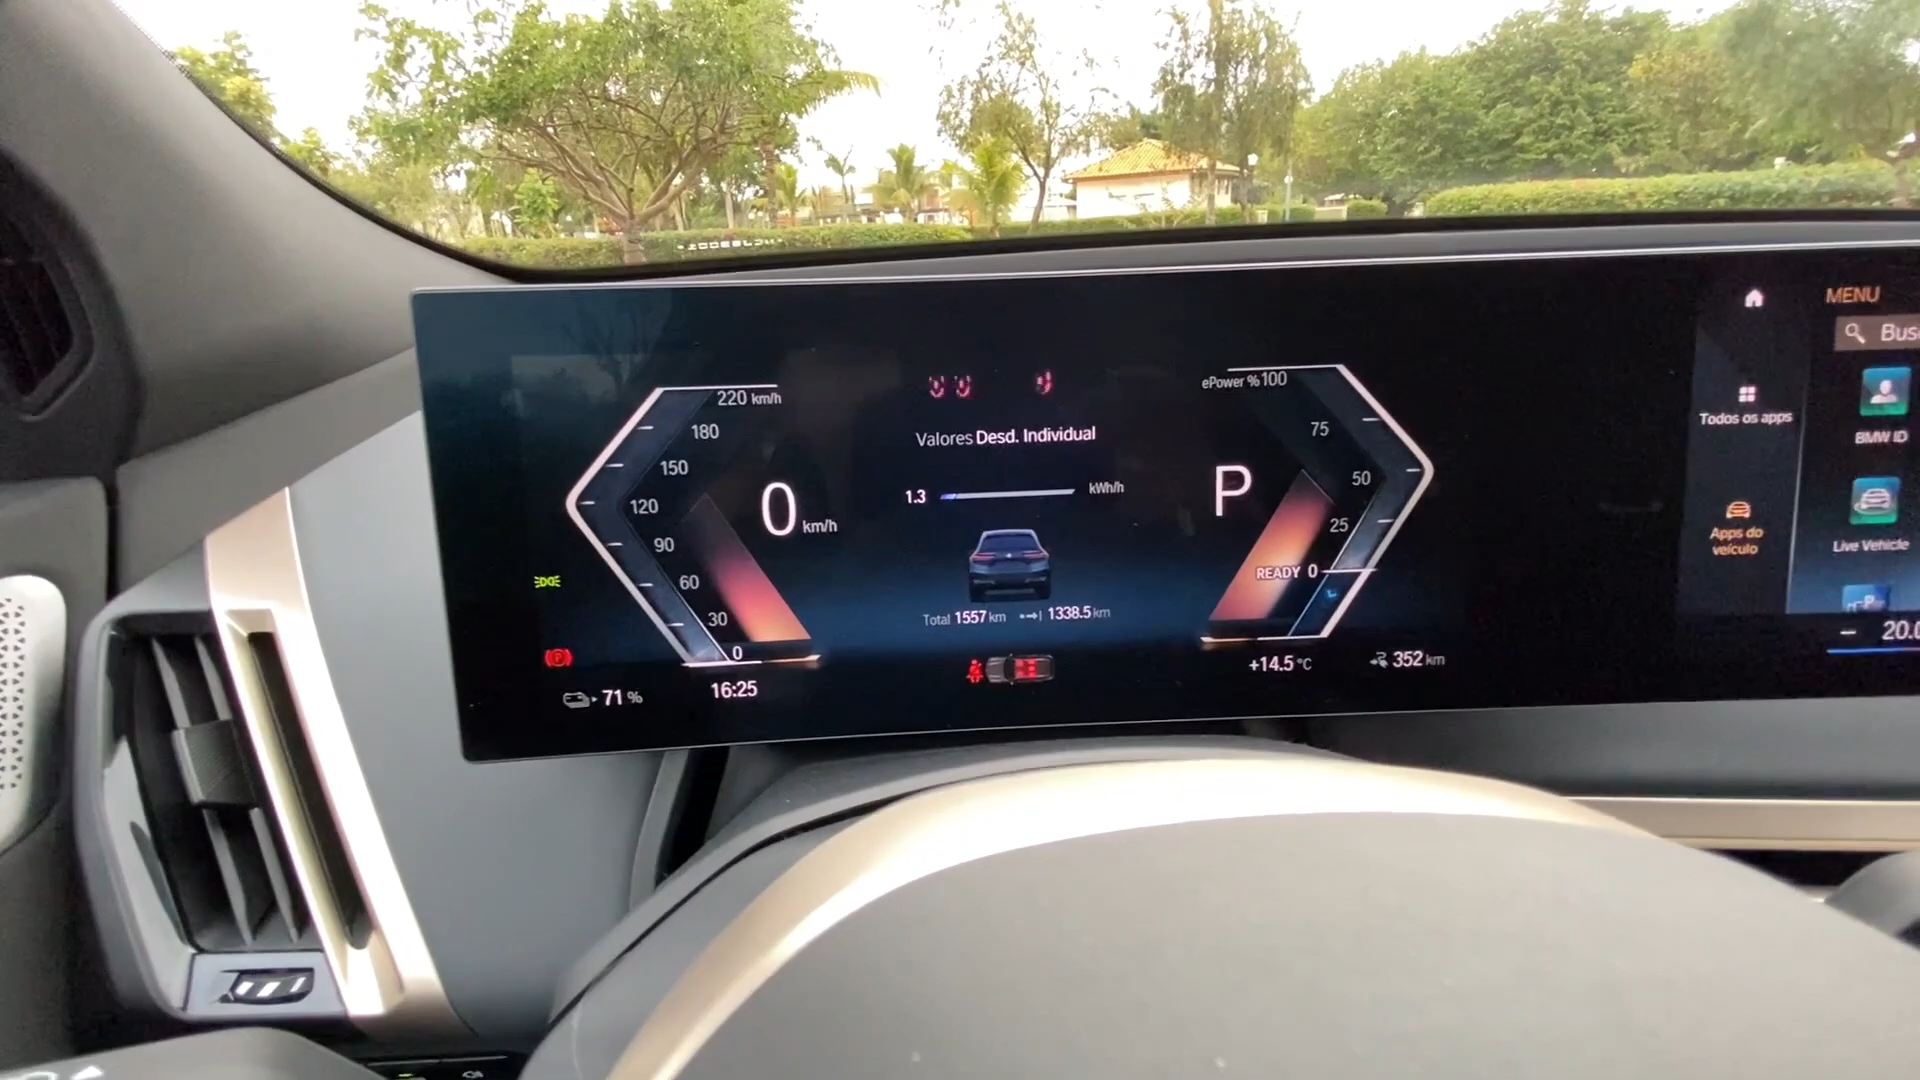 MENU
Bus
220 km/h
180
150
120
90
60
30
0
0 km/h
Valores Desd. Individual
1.3 kWh/h
Total 1557 km 1338.5 km
ePower % 100
75
50
25
READY 0
P
P
71 %
16:25
+14.5 °C
352 km
Todos os apps
Apps do
veículo
BMW ID
Live Vehicle
P
20.0